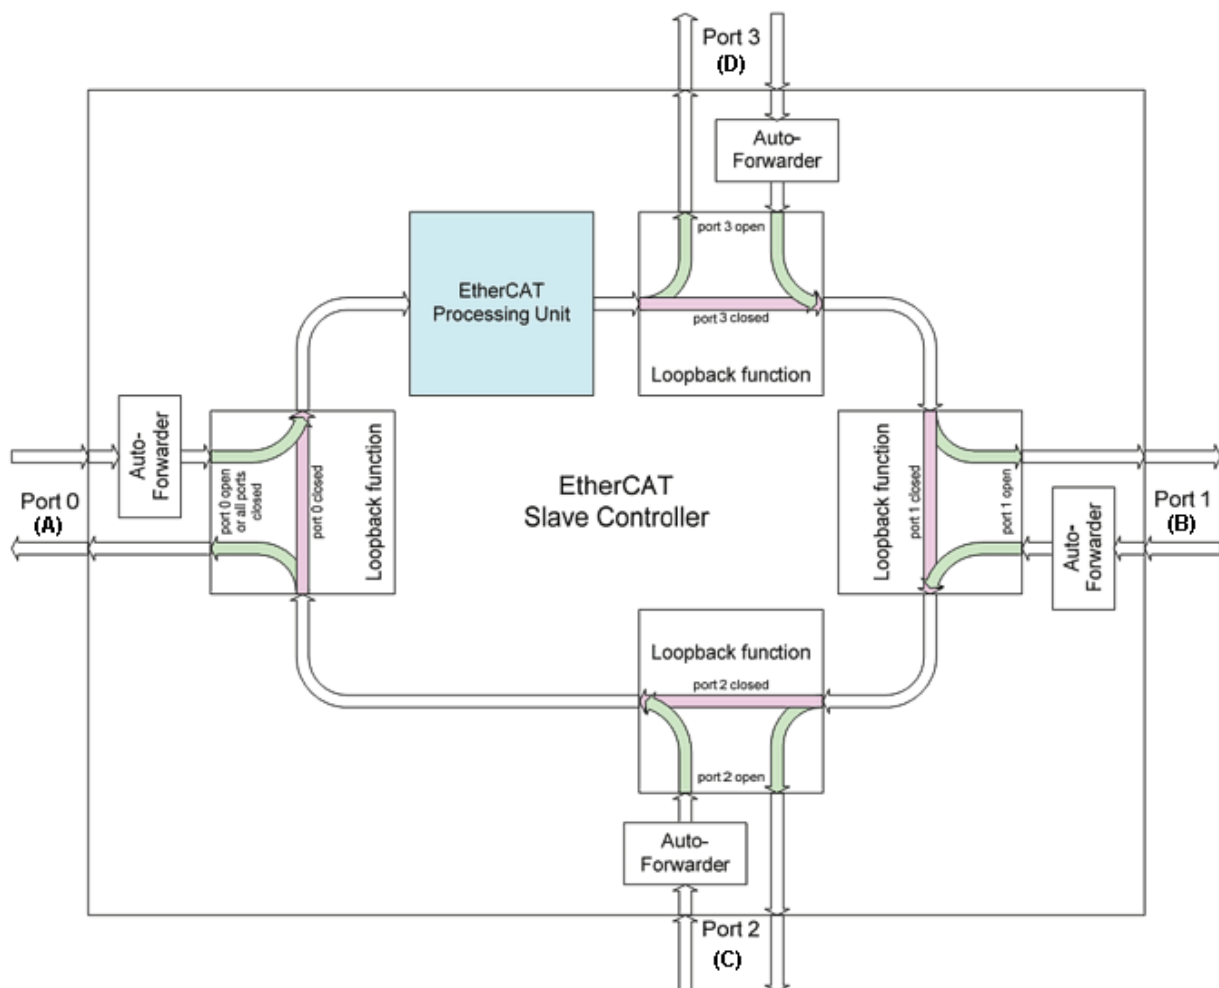 Port 3
(D)
Auto-
Forwarder
port 3 open
EtherCAT
Processing Unit
port 3 closed
Loopback function
Auto-
Forwarder
port 0 open
or all ports
closed
port 0 closed
Loopback function
Port 0
(A)
EtherCAT
Slave Controller
Loopback function
port 1 closed
port 1 open
Auto-
Forwarder
Port 1
(B)
Loopback function
port 2 closed
port 2 open
Auto-
Forwarder
Port 2
(C)